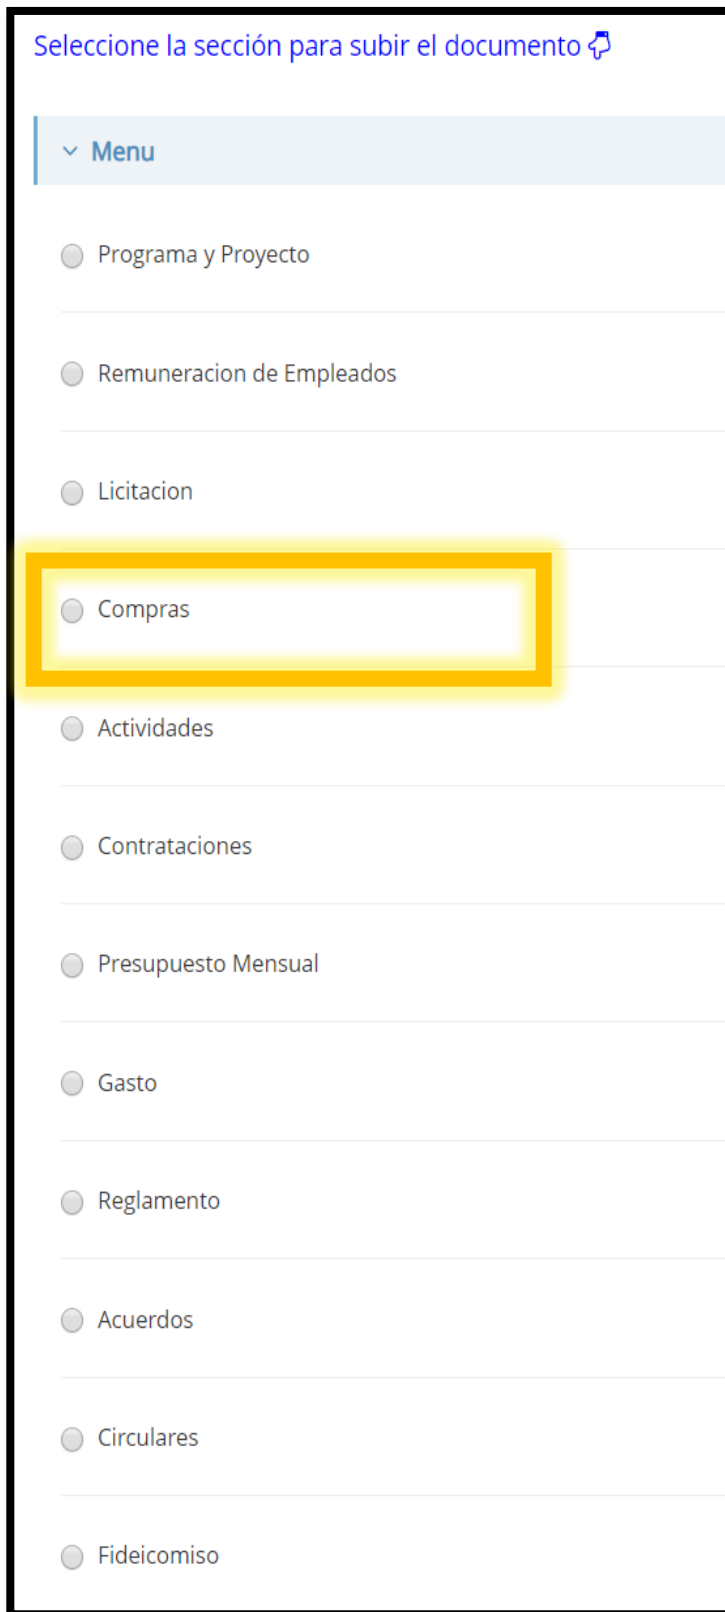 Seleccione la sección para subir el documento
Menu
Programa y Proyecto
Remuneracion de Empleados
Licitacion
Compras
Actividades
Contrataciones
Presupuesto Mensual
Gasto
Reglamento
Acuerdos
Circulares
Fideicomiso